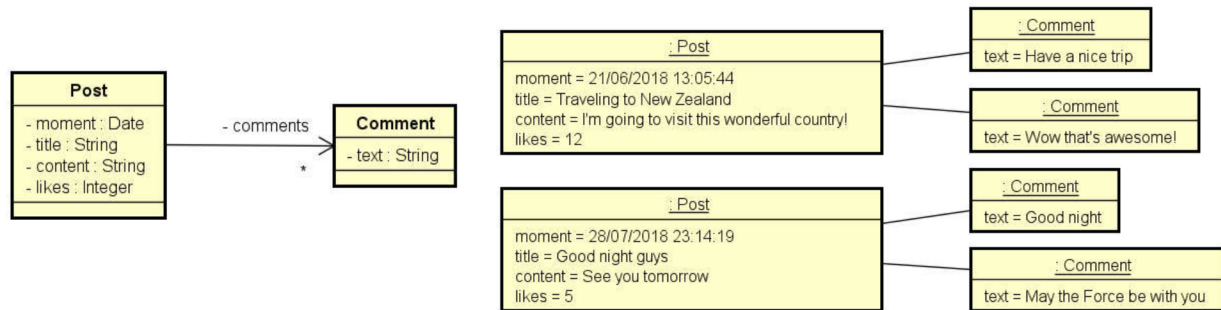 Post
- moment : Date
- title : String
- content : String
- likes : Integer
- comments
*
Comment
- text : String
: Post
moment = 21/06/2018 13:05:44
title = Traveling to New Zealand
content = I'm going to visit this wonderful country!
likes = 12
: Comment
text = Have a nice trip
: Comment
text = Wow that's awesome!
: Post
moment = 28/07/2018 23:14:19
title = Good night guys
content = See you tomorrow
likes = 5
: Comment
text = Good night
: Comment
text = May the Force be with you